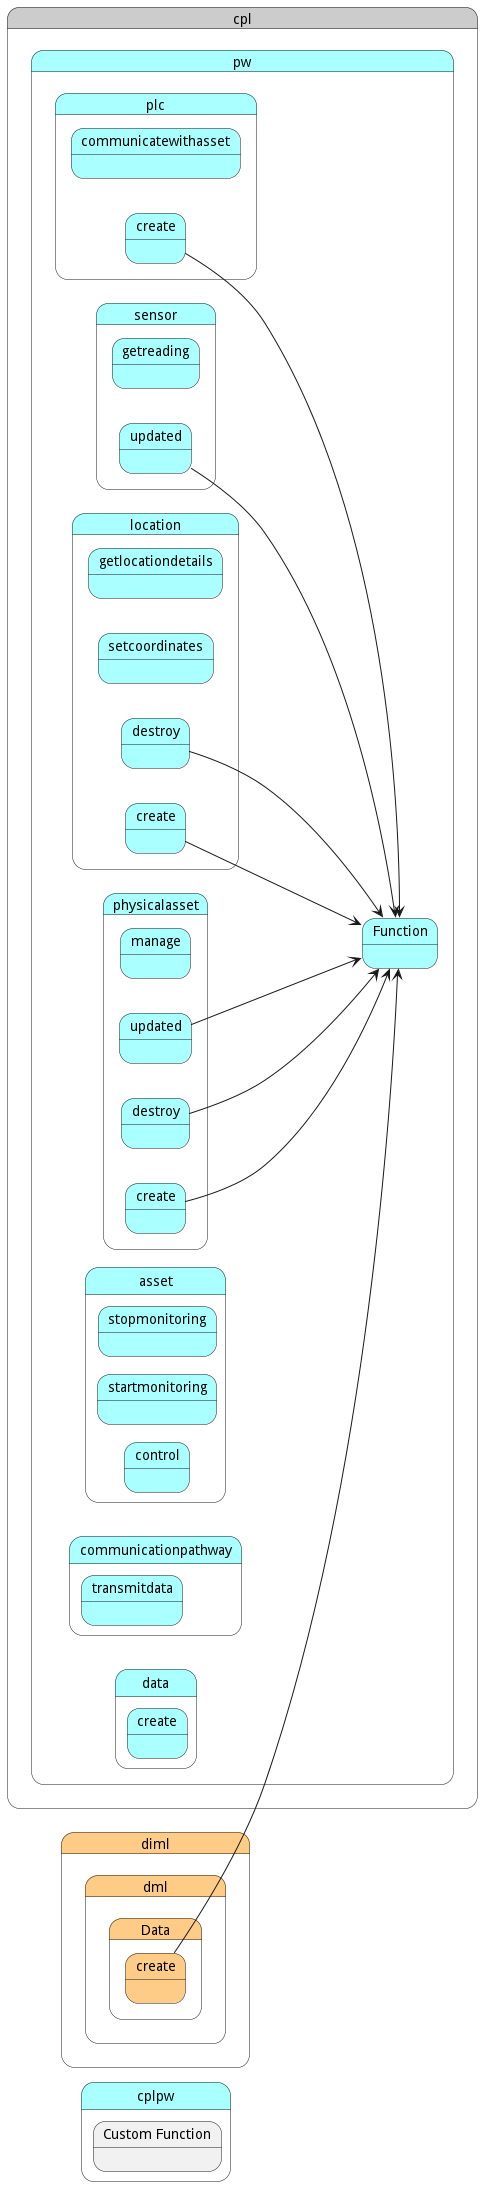 cpl
pw
plc
communicatewithasset
create
sensor
getreading
updated
location
getlocationdetails
setcoordinates
destroy
create
physicalasset
Function
manage
updated
destroy
create
asset
stopmonitoring
startmonitoring
control
communicationpathway
transmitdata
data
create
diml
dml
Data
create
cplpw
Custom Function